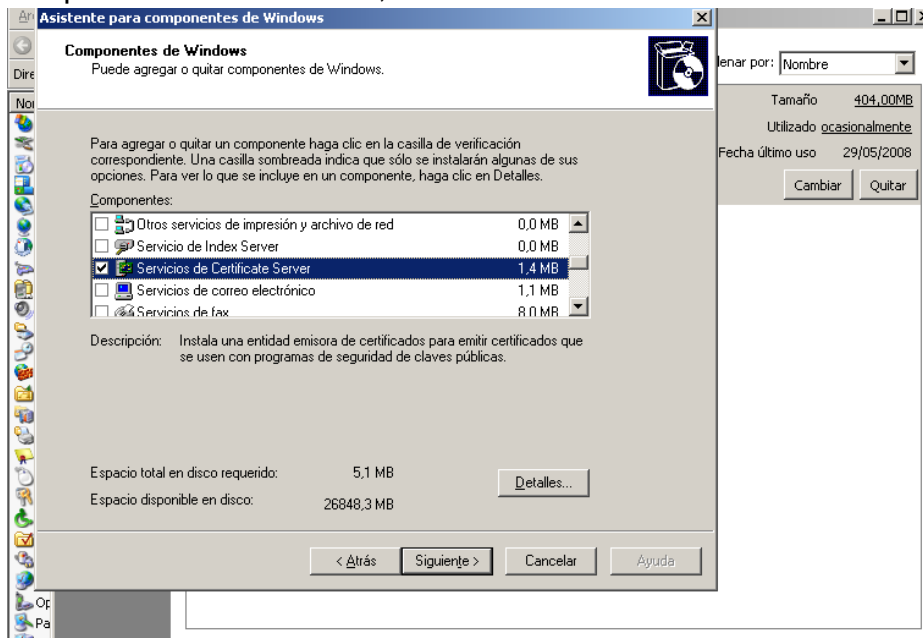 Asistente para componentes de Windows
Componentes de Windows
Puede agregar o quitar componentes de Windows.
Para agregar o quitar un componente haga clic en la casilla de verificación
correspondiente. Una casilla sombreada indica que sólo se instalarán algunas de sus
opciones. Para ver lo que se incluye en un componente, haga clic en Detalles.
Componentes:
Otros servicios de impresión y archivo de red 0,0 MB
Servicio de Index Server 0,0 MB
Servicios de Certificate Server 1,4 MB
Servicios de correo electrónico 1,1 MB
Servicios de fax 8,0 MB
Descripción: Instala una entidad emisora de certificados para emitir certificados que
se usen con programas de seguridad de claves públicas.
Espacio total en disco requerido: 5,1 MB
Detalles...
Espacio disponible en disco: 26848,3 MB
< Atrás Siguiente > Cancelar Ayuda
lenar por: Nombre
Tamaño 404,00MB
Utilizado ocasionalmente
Fecha último uso 29/05/2008
Cambiar Quitar
Dire
Op
Pa